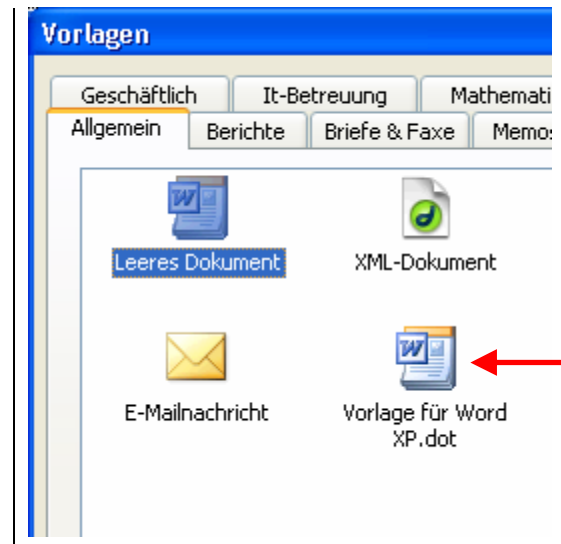 Vorlagen
Geschäftlich It-Betreuung Mathemati
Allgemein Berichte Briefe & Faxe Memos
Leeres Dokument XML-Dokument
E-Mailnachricht Vorlage für Word
XP.dot